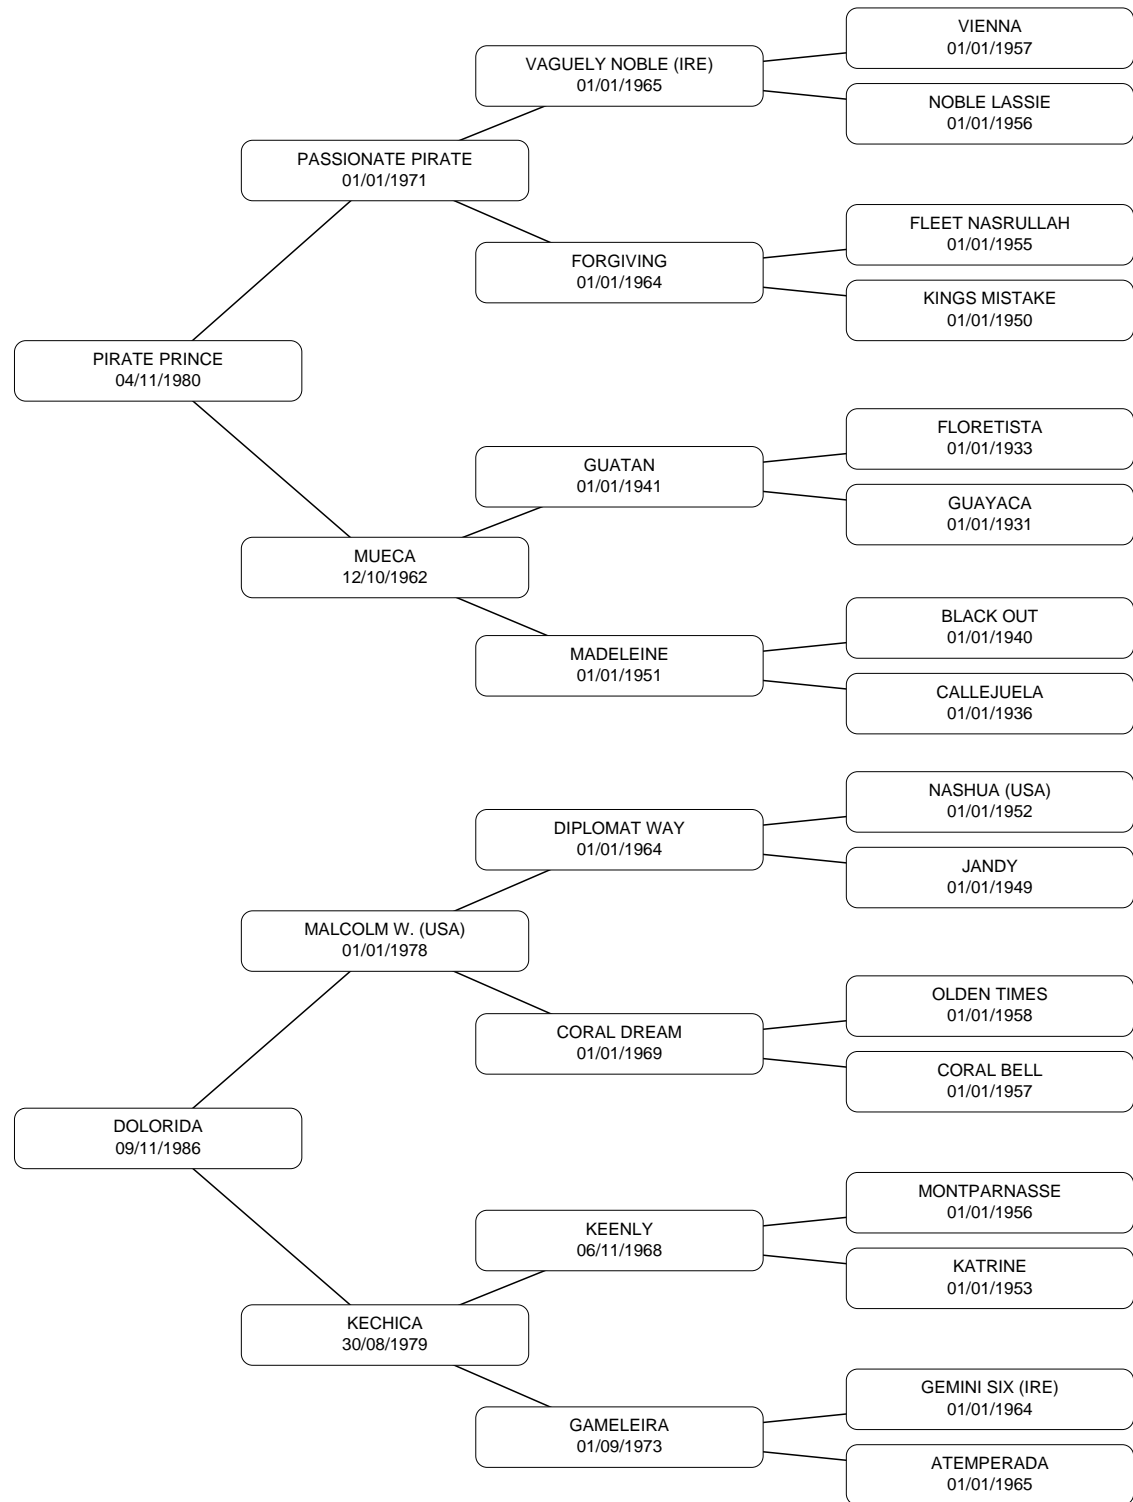 VIENNA
01/01/1957
VAGUELY NOBLE (IRE)
01/01/1965
NOBLE LASSIE
01/01/1956
PASSIONATE PIRATE
01/01/1971
FLEET NASRULLAH
01/01/1955
FORGIVING
01/01/1964
KINGS MISTAKE
01/01/1950
PIRATE PRINCE
04/11/1980
FLORETISTA
01/01/1933
GUATAN
01/01/1941
GUAYACA
01/01/1931
MUECA
12/10/1962
BLACK OUT
01/01/1940
MADELEINE
01/01/1951
CALLEJUELA
01/01/1936
NASHUA (USA)
01/01/1952
DIPLOMAT WAY
01/01/1964
JANDY
01/01/1949
MALCOLM W. (USA)
01/01/1978
OLDEN TIMES
01/01/1958
CORAL DREAM
01/01/1969
CORAL BELL
01/01/1957
DOLORIDA
09/11/1986
MONTPARNASSE
01/01/1956
KEENLY
06/11/1968
KATRINE
01/01/1953
KECHICA
30/08/1979
GEMINI SIX (IRE)
01/01/1964
GAMELEIRA
01/09/1973
ATEMPERADA
01/01/1965